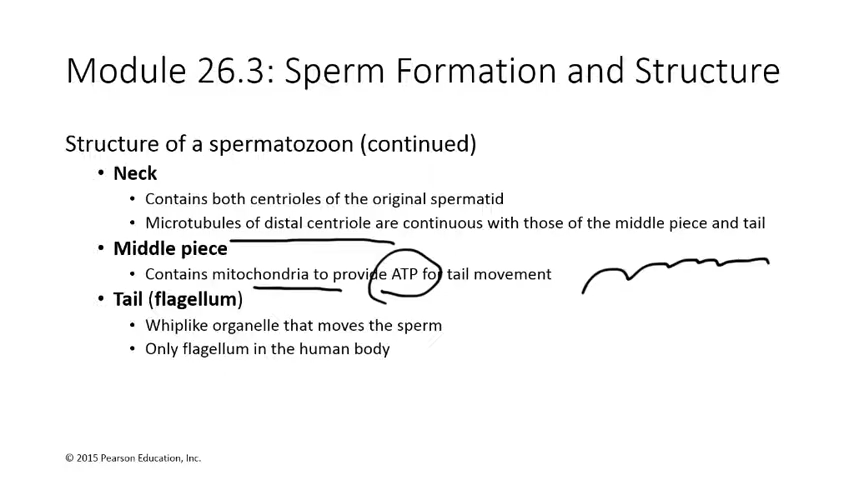 Module 26.3: Sperm Formation and Structure
Structure of a spermatozoon (continued)
• Neck
• Contains both centrioles of the original spermatid
• Microtubules of distal centriole are continuous with those of the middle piece and tail
• Middle piece
• Contains mitochondria to provide ATP for tail movement
• Tail (flagellum)
• Whiplike organelle that moves the sperm
• Only flagellum in the human body
© 2015 Pearson Education, Inc.